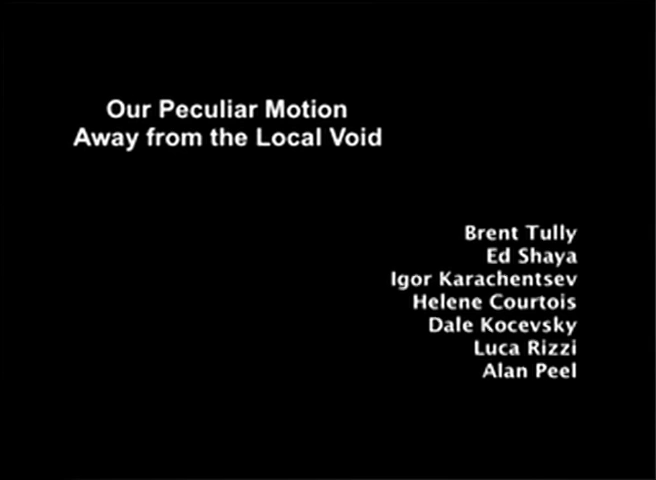 Our Peculiar Motion
Away from the Local Void
Brent Tully
Ed Shaya
Igor Karachentsev
Helene Courtois
Dale Kocevsky
Luca Rizzi
Alan Peel